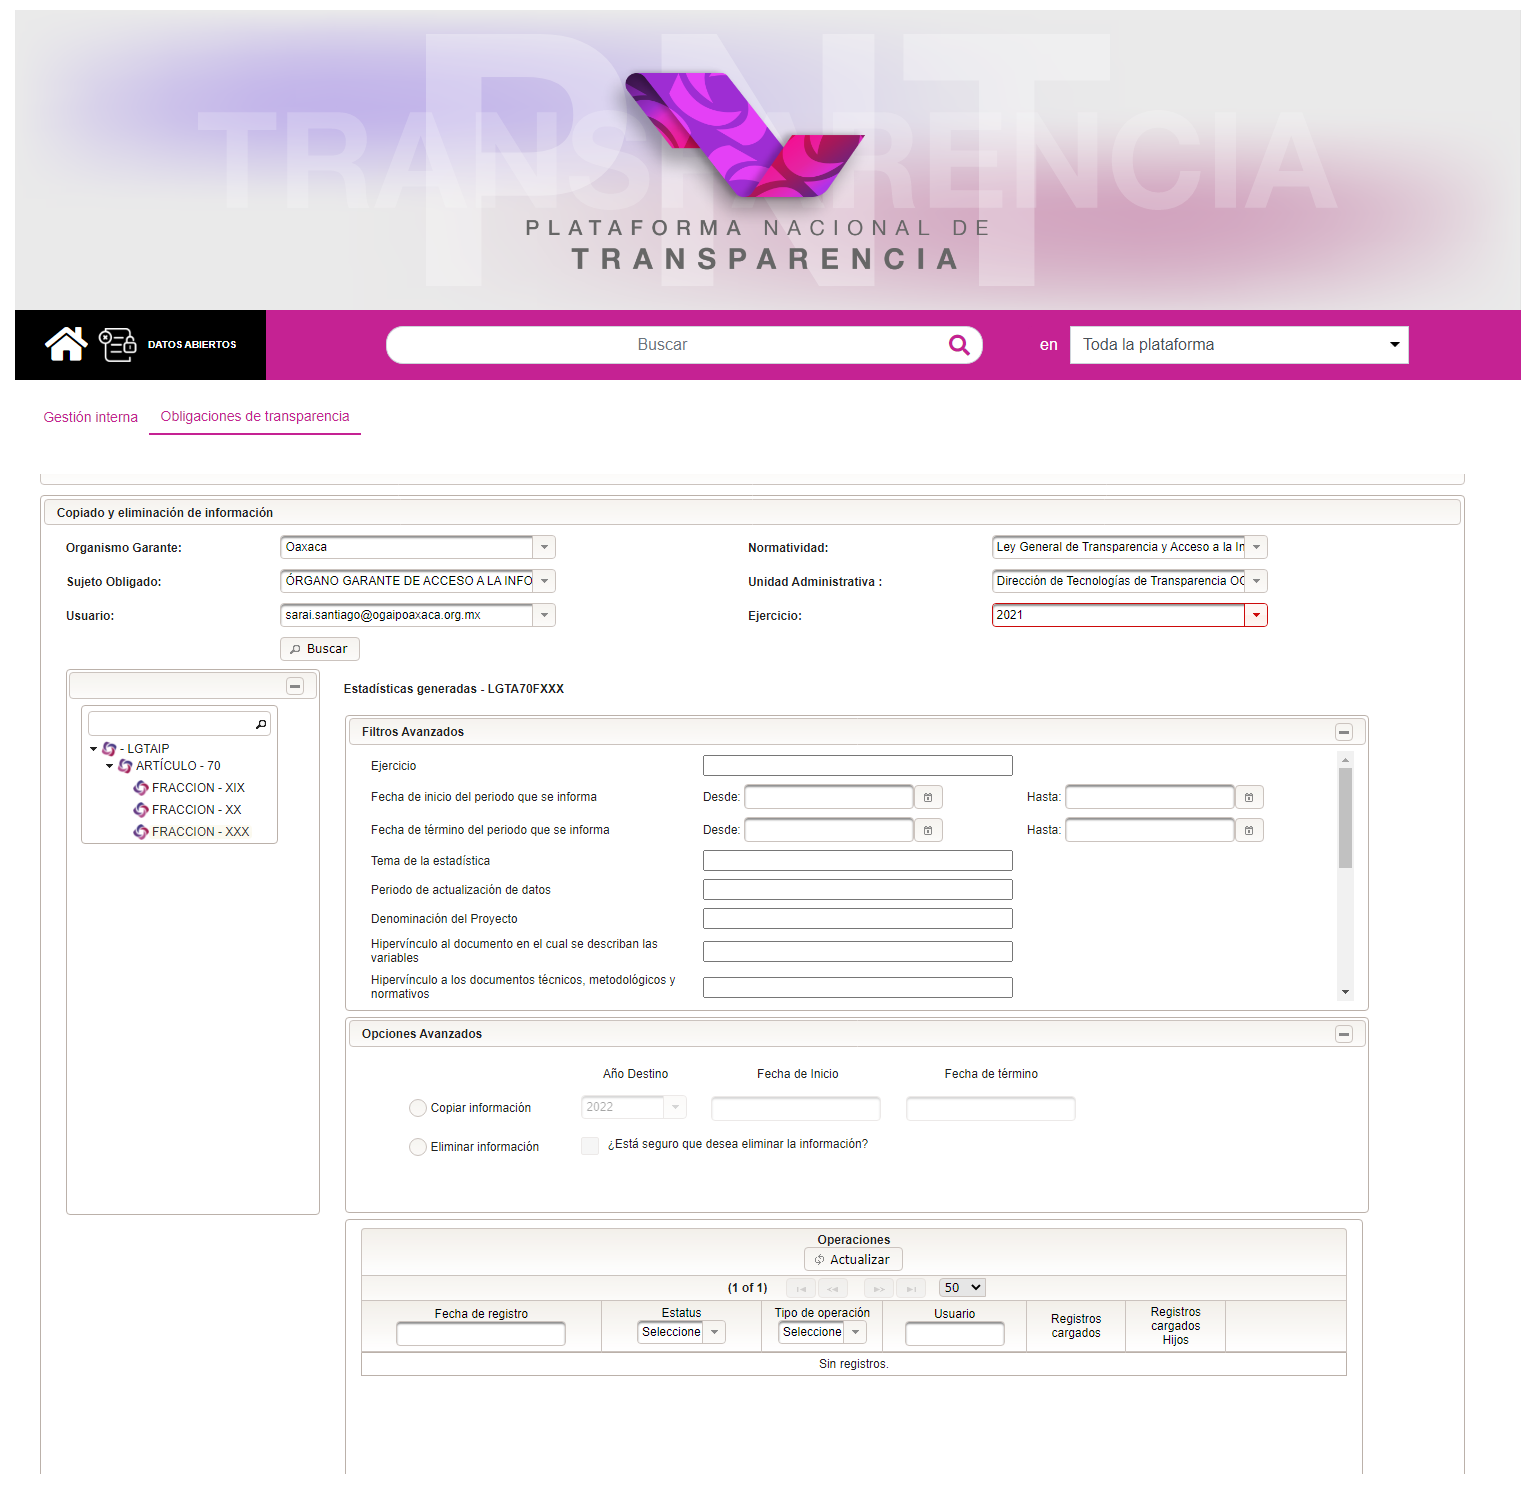 PNT
TRANSPARENCIA
PLATAFORMA NACIONAL DE
TRANSPARENCIA
DATOS ABIERTOS
Buscar
en
Toda la plataforma
Gestión interna
Obligaciones de transparencia
Copiado y eliminación de información
Organismo Garante:
Oaxaca
Normatividad:
Ley General de Transparencia y Acceso a la In
Sujeto Obligado:
ÓRGANO GARANTE DE ACCESO A LA INFO
Unidad Administrativa :
Dirección de Tecnologías de Transparencia OG
Usuario:
sarai.santiago@ogaipoaxaca.org.mx
Ejercicio:
2021
Buscar
- LGTAIP
ARTÍCULO - 70
FRACCION - XIX
FRACCION - XX
FRACCION - XXX
Estadísticas generadas - LGTA70FXXX
Filtros Avanzados
Ejercicio
Fecha de inicio del periodo que se informa
Desde:
Hasta:
Fecha de término del periodo que se informa
Desde:
Hasta:
Tema de la estadística
Periodo de actualización de datos
Denominación del Proyecto
Hipervínculo al documento en el cual se describan las
variables
Hipervínculo a los documentos técnicos, metodológicos y
normativos
Opciones Avanzados
Año Destino
Fecha de Inicio
Fecha de término
Copiar información
2022
Eliminar información
¿Está seguro que desea eliminar la información?
Operaciones
Actualizar
(1 of 1)
50
Fecha de registro
Estatus
Seleccione
Tipo de operación
Seleccione
Usuario
Registros
cargados
Registros
cargados
Hijos
Sin registros.